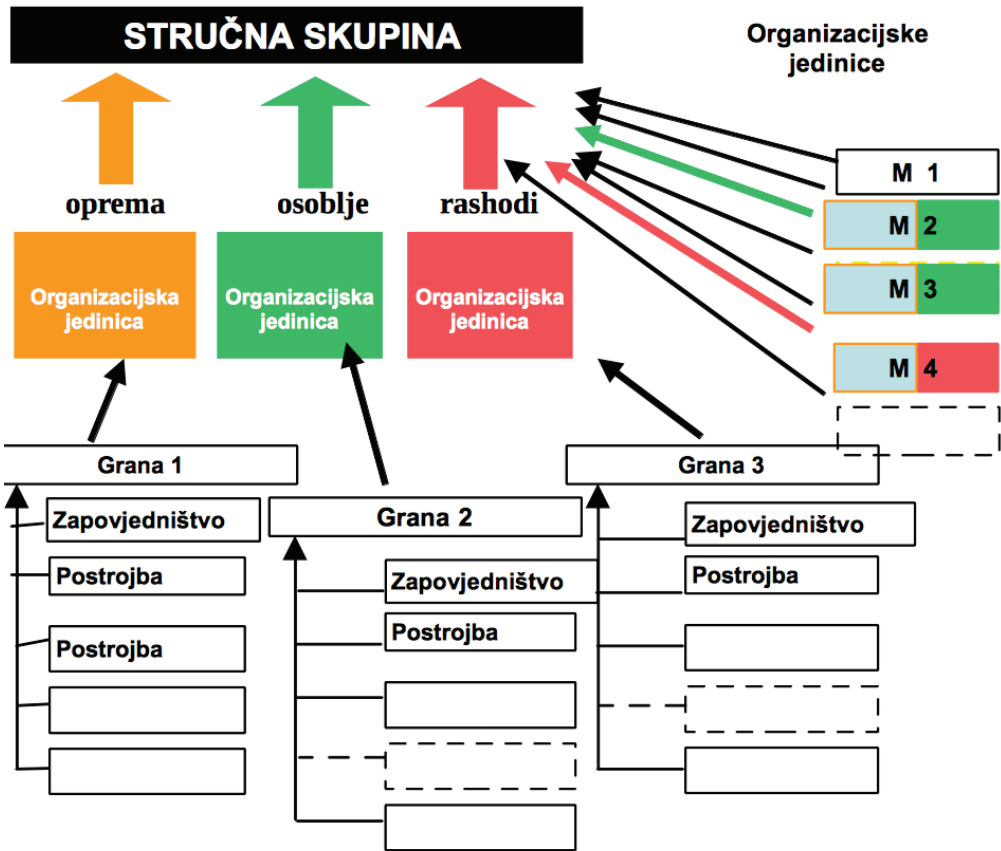 STRUČNA SKUPINA
Organizacijske
jedinice
oprema
osoblje
rashodi
M 1
M 2
M 3
M 4
Organizacijska
jedinica
Organizacijska
jedinica
Organizacijska
jedinica
Grana 1
Zapovjedništvo
Postrojba
Postrojba
Grana 2
Zapovjedništvo
Postrojba
Grana 3
Zapovjedništvo
Postrojba